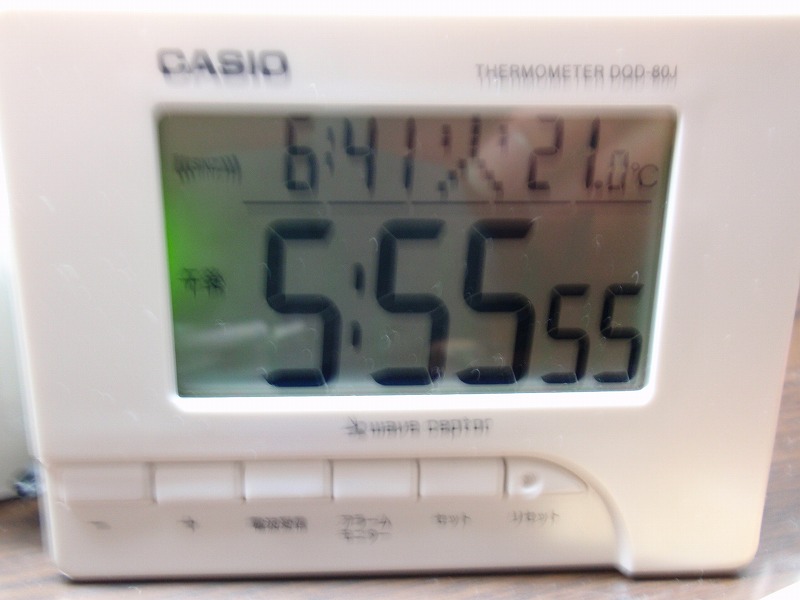 CASIO
THERMOMETER DQD-80J
6:41 21.0°C
午後
5:55 55
wave ceptor
電波受信
アラーム
モニター
セット
リセット